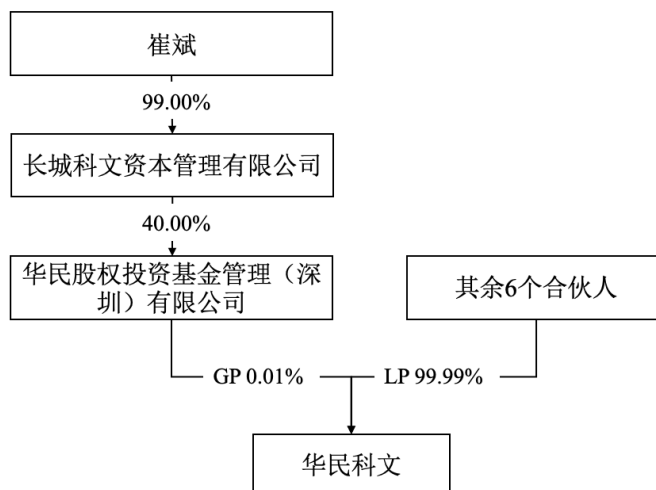 崔斌
99.00%
长城科文资本管理有限公司
40.00%
华民股权投资基金管理（深
圳）有限公司
其余6个合伙人
GP 0.01%
LP 99.99%
华民科文